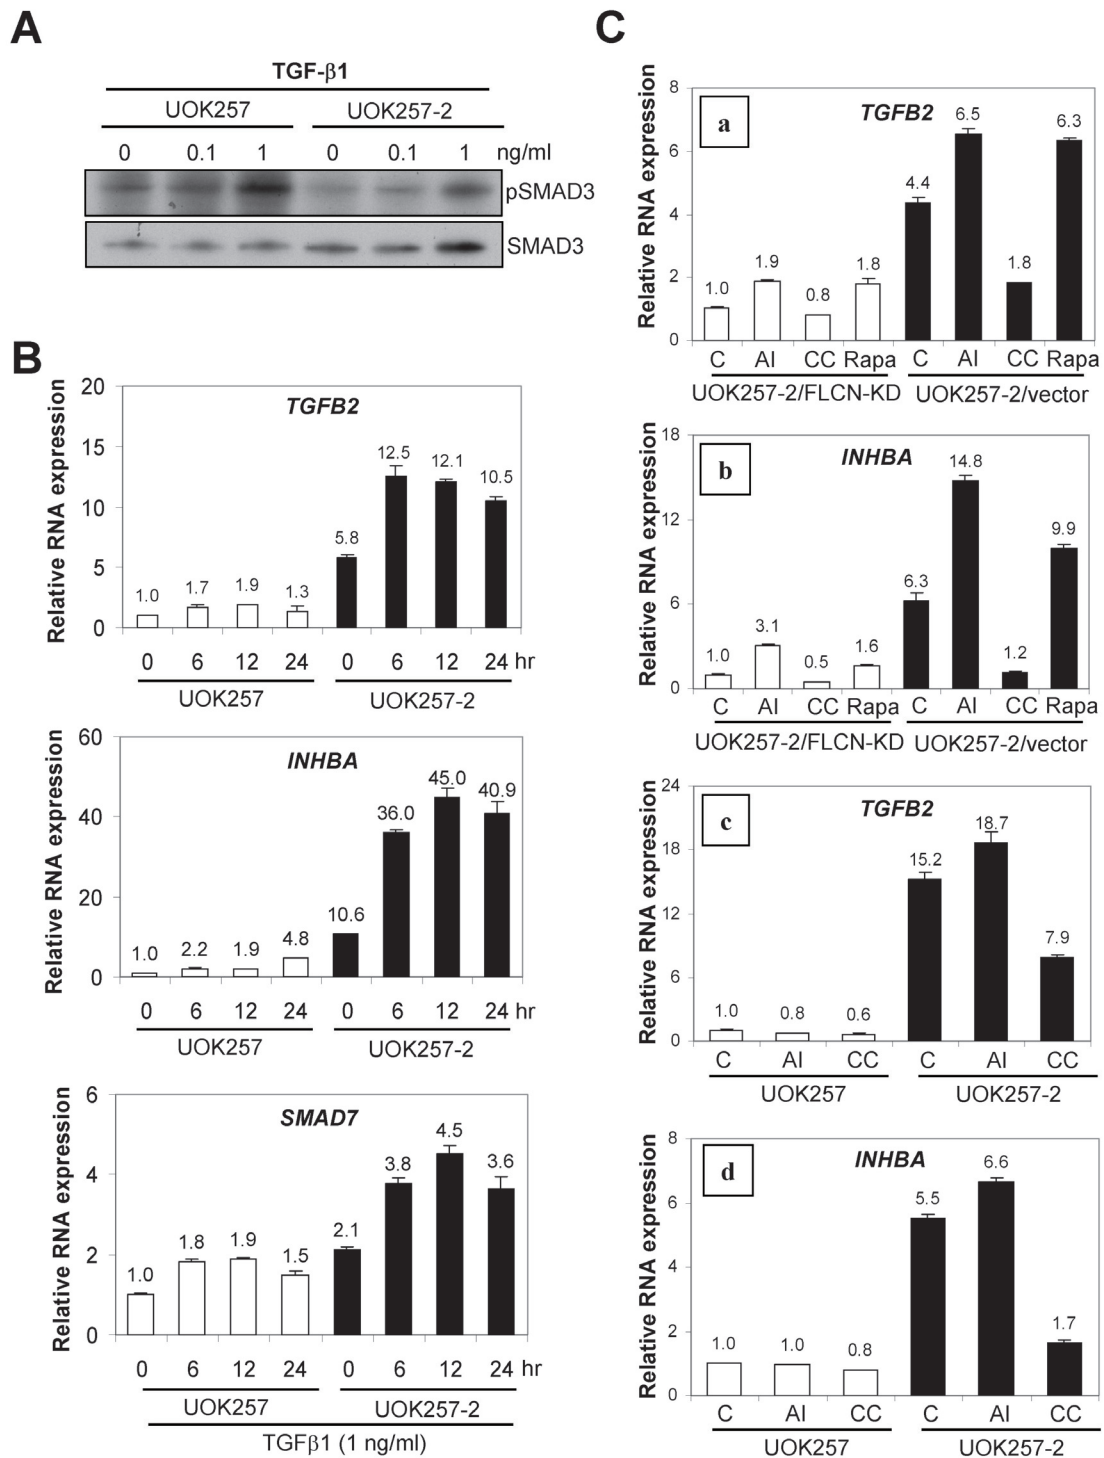 A
TGF-β1
UOK257 UOK257-2
0 0.1 1 0 0.1 1 ng/ml
pSMAD3
SMAD3
B
TGFB2
Relative RNA expression
20
15
10
5
0
1.0 1.7 1.9 1.3 5.8 12.5 12.1 10.5
0 6 12 24 0 6 12 24 hr
UOK257 UOK257-2
INHBA
Relative RNA expression
60
40
20
0
1.0 2.2 1.9 4.8 10.6 36.0 45.0 40.9
0 6 12 24 0 6 12 24 hr
UOK257 UOK257-2
SMAD7
Relative RNA expression
6
4
2
0
1.0 1.8 1.9 1.5 2.1 3.8 4.5 3.6
0 6 12 24 0 6 12 24 hr
UOK257 UOK257-2
TGFβ1 (1 ng/ml)
C
a
TGFB2
Relative RNA expression
8
6
4
2
0
1.0 1.9 0.8 1.8 4.4 6.5 1.8 6.3
C AI CC Rapa C AI CC Rapa
UOK257-2/FLCN-KD UOK257-2/vector
b
INHBA
Relative RNA expression
18
12
6
0
1.0 3.1 0.5 1.6 6.3 14.8 1.2 9.9
C AI CC Rapa C AI CC Rapa
UOK257-2/FLCN-KD UOK257-2/vector
c
TGFB2
Relative RNA expression
24
18
12
6
0
1.0 0.8 0.6 15.2 18.7 7.9
C AI CC C AI CC
UOK257 UOK257-2
d
INHBA
Relative RNA expression
8
6
4
2
0
1.0 1.0 0.8 5.5 6.6 1.7
C AI CC C AI CC
UOK257 UOK257-2